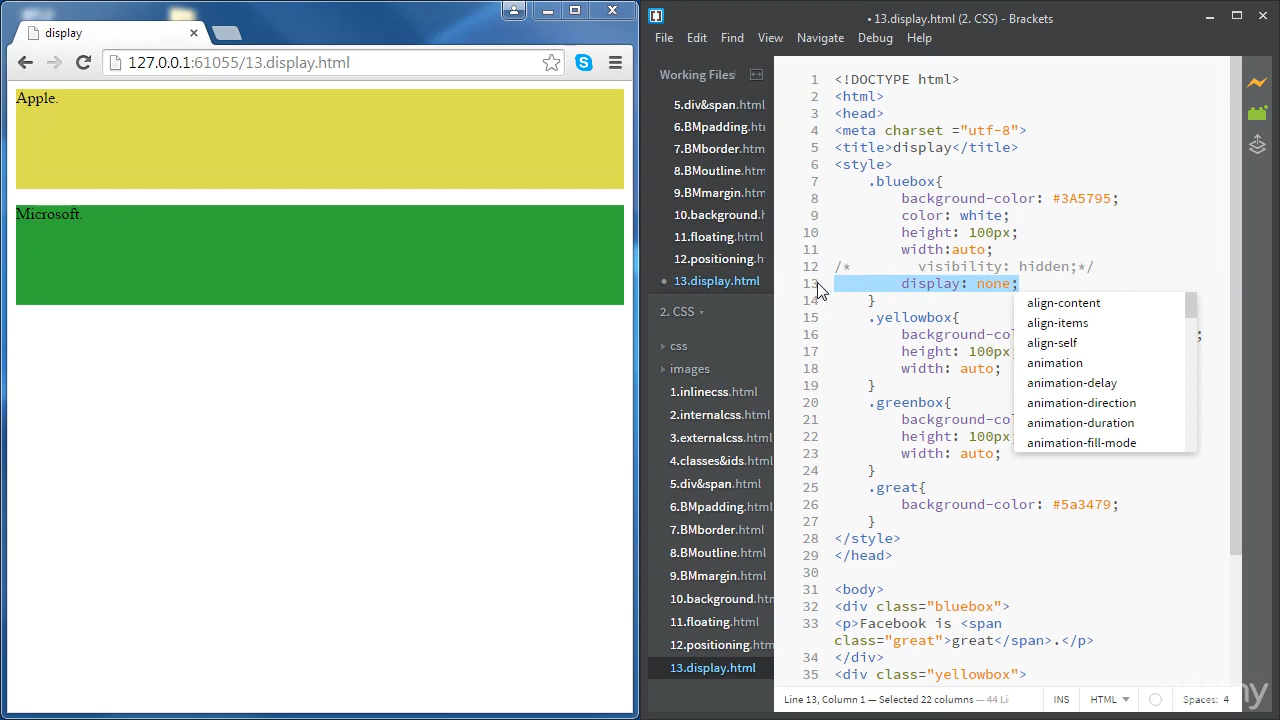 display
127.0.0.1:61055/13.display.html
Apple.
Microsoft.
• 13.display.html (2. CSS) - Brackets
File Edit Find View Navigate Debug Help
Working Files
5.div&span.html
6.BMpadding.htm
7.BMborder.htm
8.BMoutline.htm
9.BMmargin.htm
10.background.h
11.floating.html
12.positioning.htm
13.display.html
2. CSS
css
images
1.inlinecss.html
2.internalcss.html
3.externalcss.html
4.classes&ids.html
5.div&span.html
6.BMpadding.html
7.BMborder.html
8.BMoutline.html
9.BMmargin.html
10.background.htm
11.floating.html
12.positioning.htm
13.display.html
1 <!DOCTYPE html>
2 <html>
3 <head>
4 <meta charset ="utf-8">
5 <title>display</title>
6 <style>
7 .bluebox{
8 background-color: #3A5795;
9 color: white;
10 height: 100px;
11 width:auto;
12 /* visibility: hidden;*/
13 display: none;
14 }
15 .yellowbox{
16 background-co ;
17 height: 100px;
18 width: auto;
19 }
20 .greenbox{
21 background-co
22 height: 100px;
23 width: auto;
24 }
25 .great{
26 background-color: #5a3479;
27 }
28 </style>
29 </head>
30
31 <body>
32 <div class="bluebox">
33 <p>Facebook is <span
class="great">great</span>.</p>
34 </div>
35 <div class="yellowbox">
align-content
align-items
align-self
animation
animation-delay
animation-direction
animation-duration
animation-fill-mode
Line 13, Column 1 — Selected 22 columns — 44 Li
INS HTML Spaces: 4